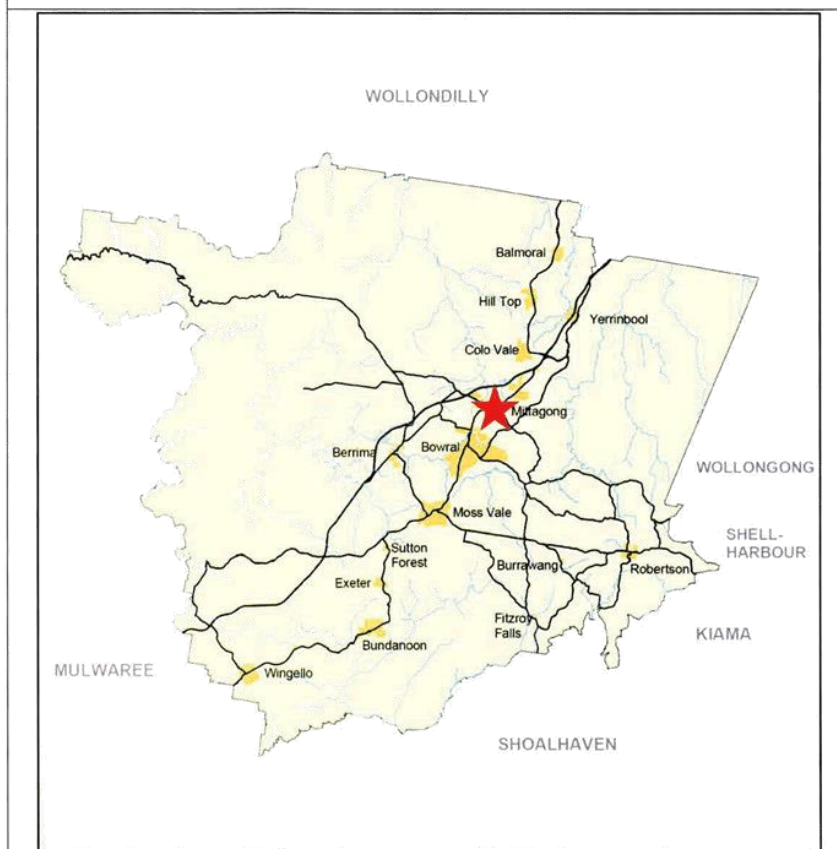 WOLLONDILLY
Balmoral
Hill Top
Yerrinbool
Colo Vale
Mittagong
Berrima
Bowral
WOLLONGONG
Moss Vale
SHELL-
HARBOUR
Sutton
Forest
Burrawang
Robertson
Exeter
Fitzroy
Falls
KIAMA
Bundanoon
MULWAREE
Wingello
SHOALHAVEN